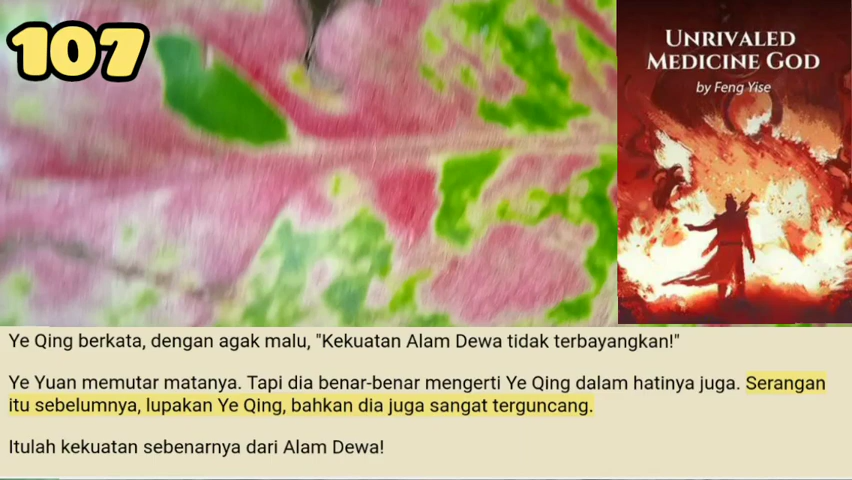 107
UNRIVALED
MEDICINE GOD
by Feng Yise
Ye Qing berkata, dengan agak malu, "Kekuatan Alam Dewa tidak terbayangkan!"
Ye Yuan memutar matanya. Tapi dia benar-benar mengerti Ye Qing dalam hatinya juga. Serangan
itu sebelumnya, lupakan Ye Qing, bahkan dia juga sangat terguncang.
Itulah kekuatan sebenarnya dari Alam Dewa!